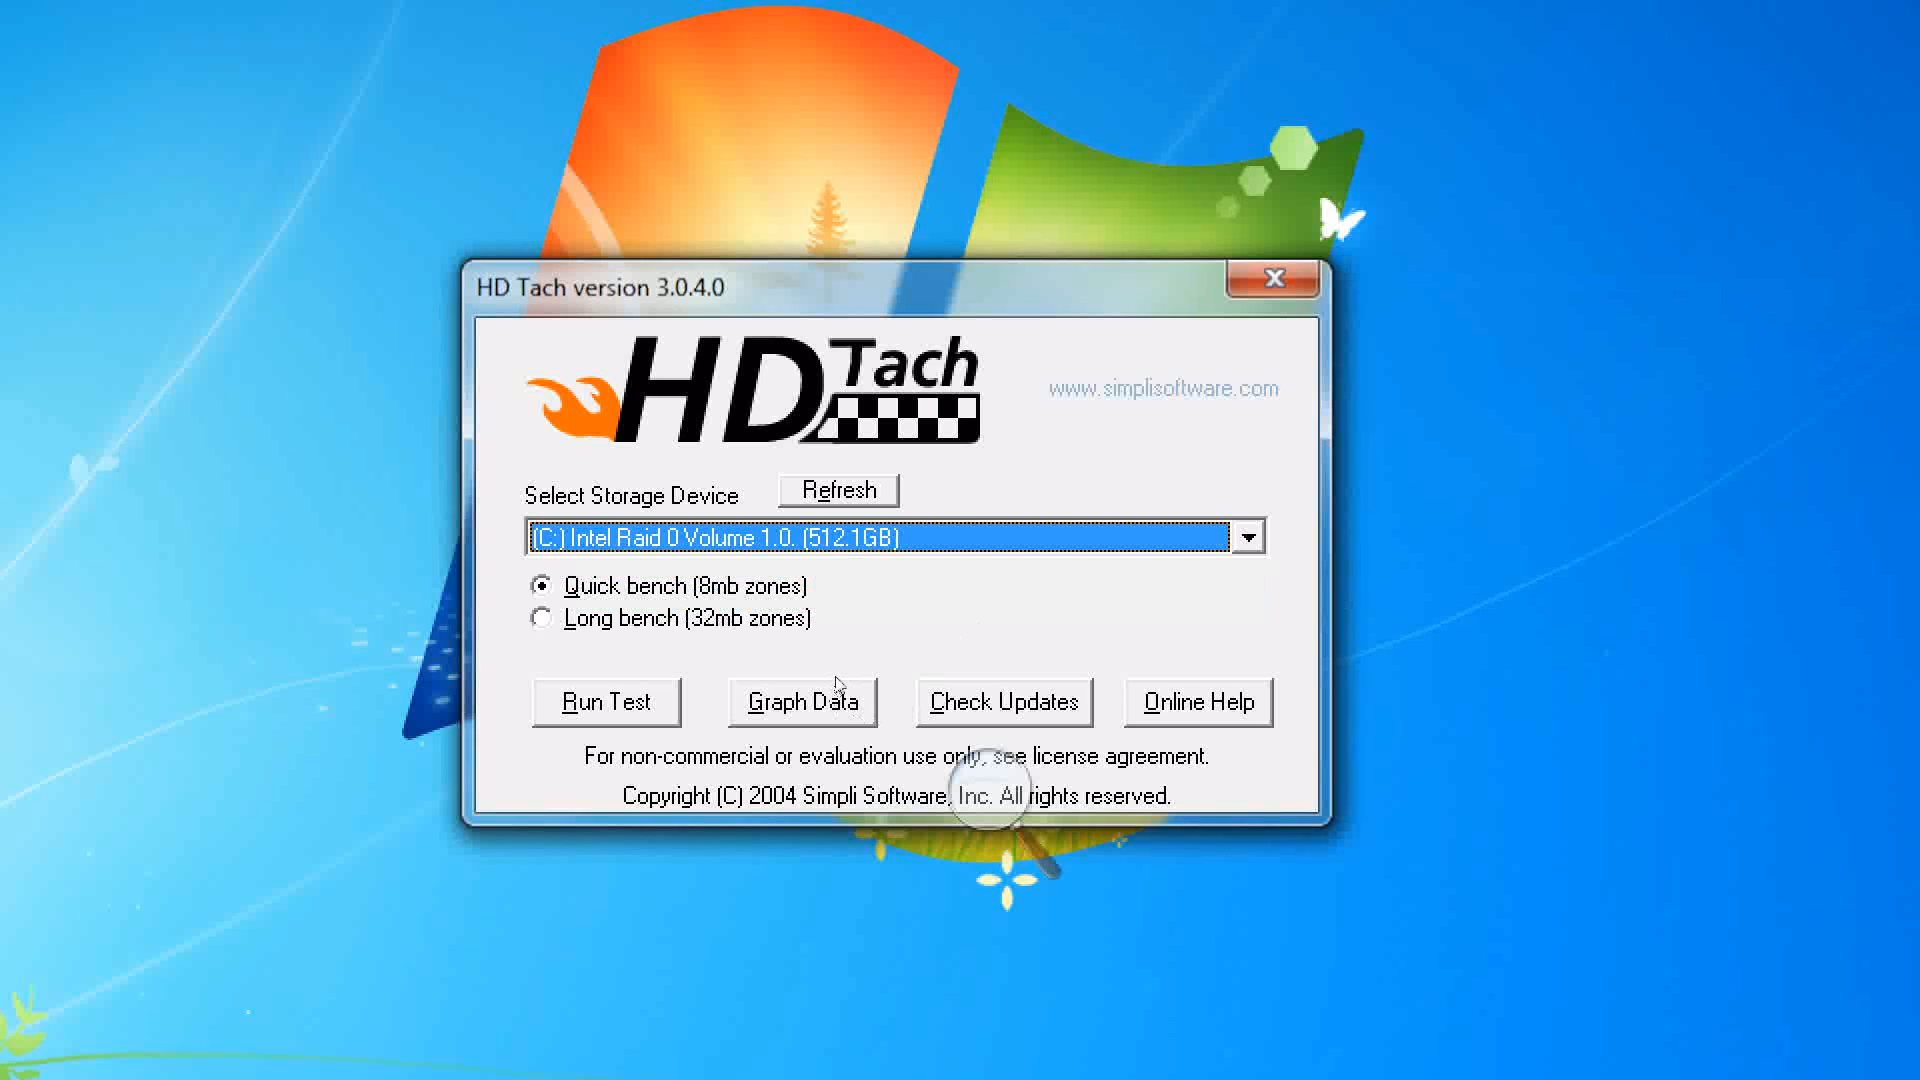 HD Tach version 3.0.4.0
HD Tach
www.simplisoftware.com
Select Storage Device
Refresh
(C:) Intel Raid 0 Volume 1.0. (512.1GB)
Quick bench (8mb zones)
Long bench (32mb zones)
Run Test Graph Data Check Updates Online Help
For non-commercial or evaluation use only, see license agreement.
Copyright (C) 2004 Simpli Software, Inc. All rights reserved.